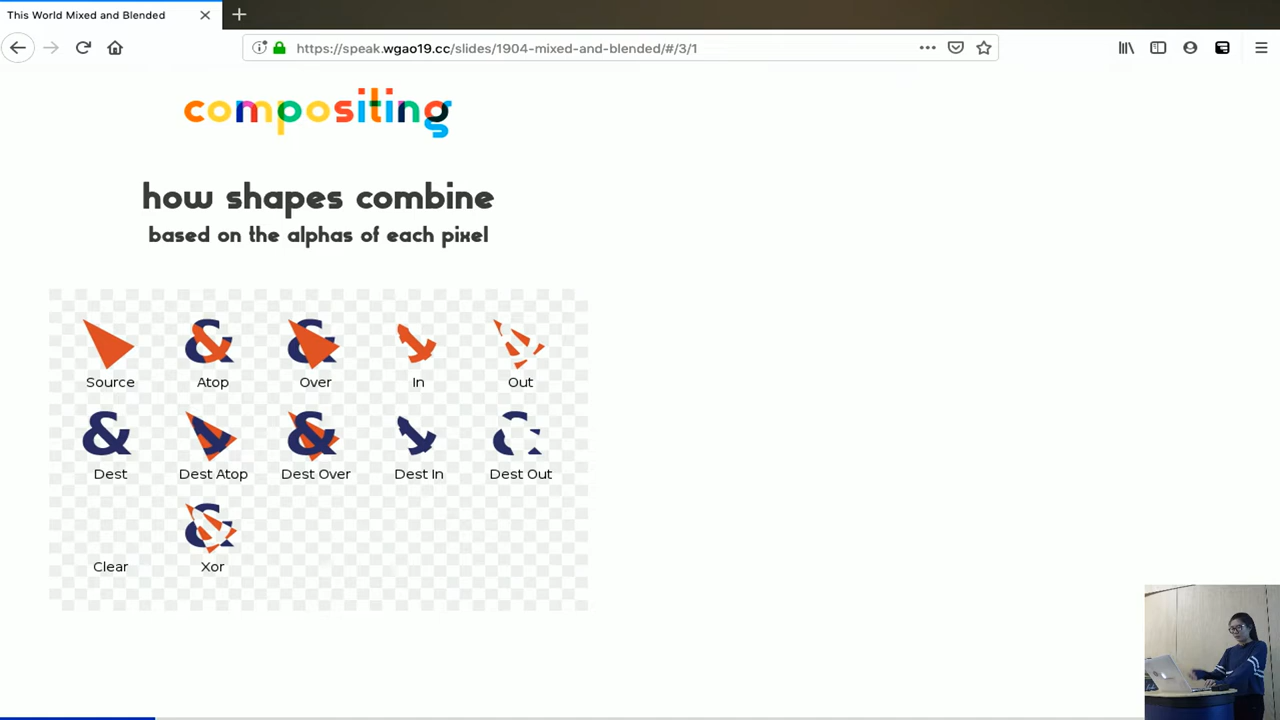 This World Mixed and Blended
https://speak.wgao19.cc/slides/1904-mixed-and-blended/#/3/1
compositing
how shapes combine
based on the alphas of each pixel
Source Atop Over In Out
& 
Dest Dest Atop Dest Over Dest In Dest Out
Clear Xor